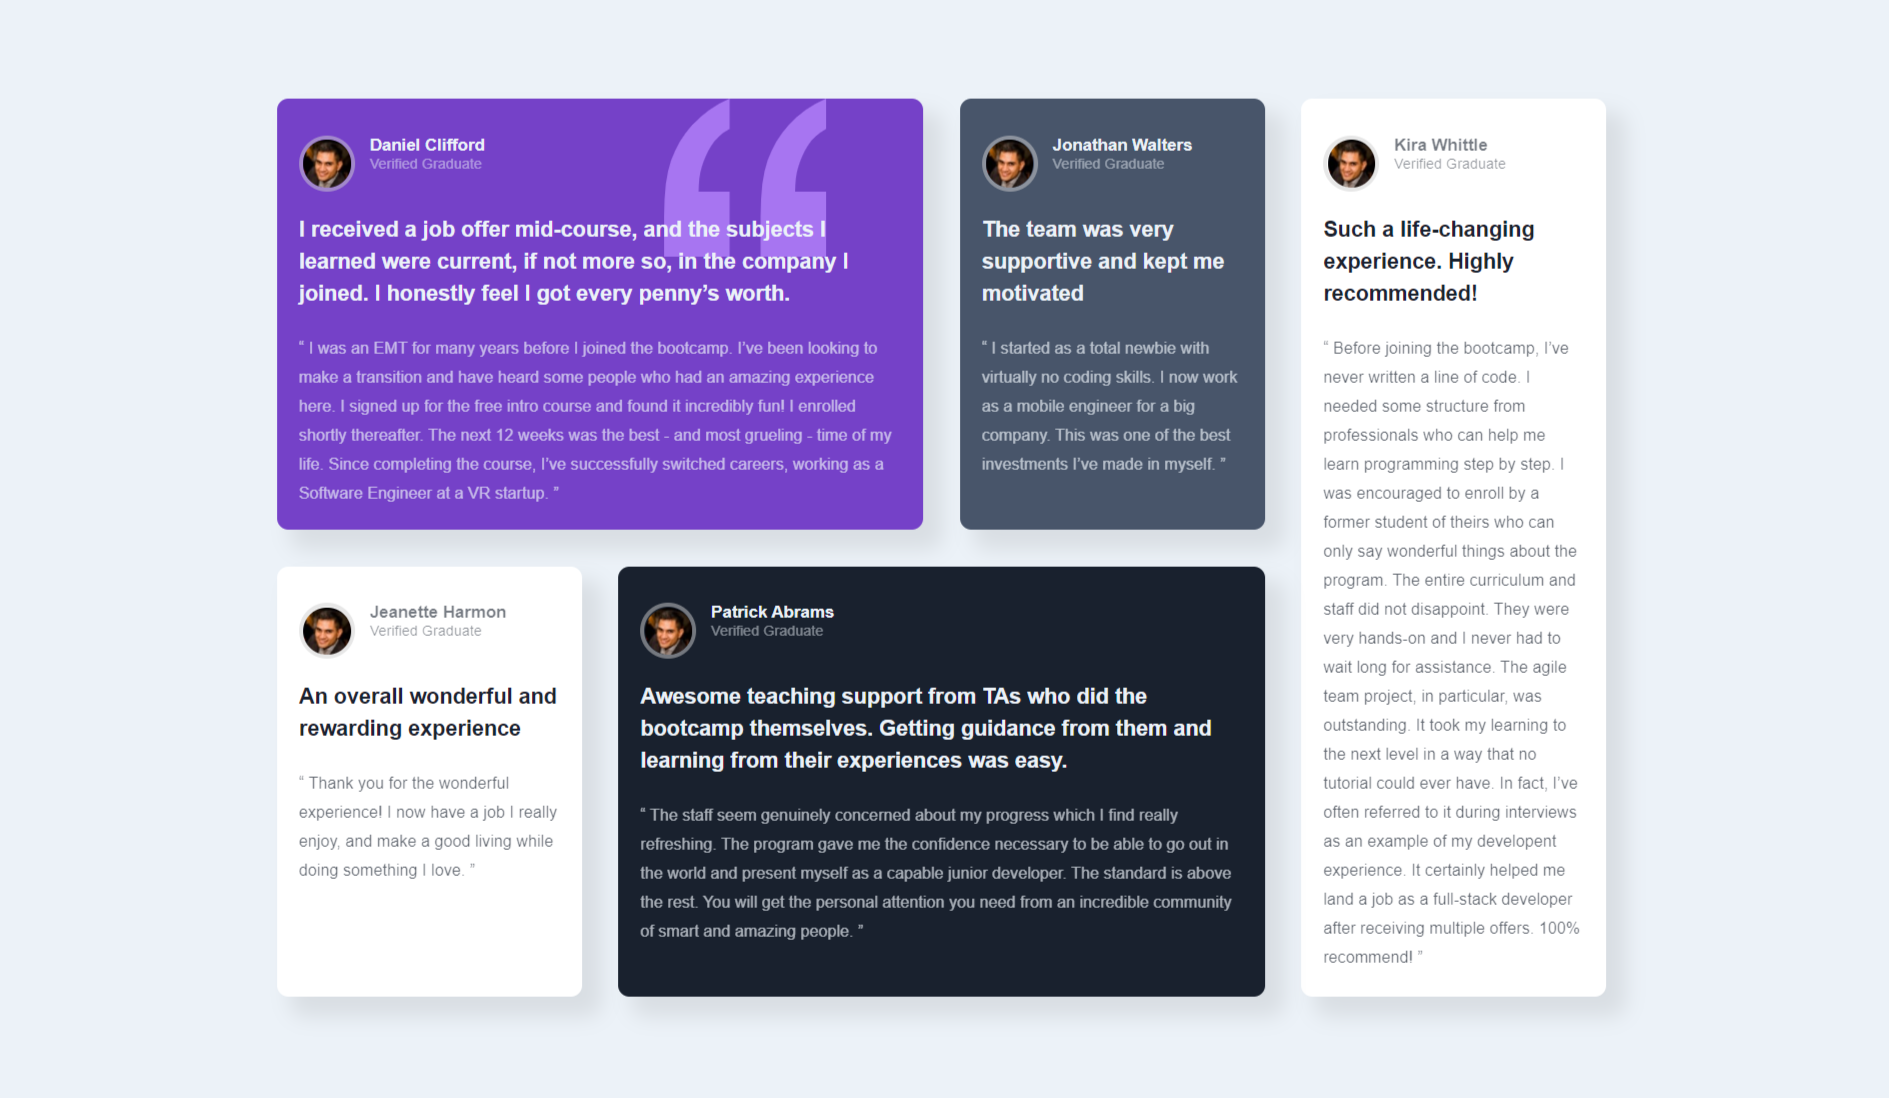 Daniel Clifford
Verified Graduate
I received a job offer mid-course, and the subjects I
learned were current, if not more so, in the company I
joined. I honestly feel I got every penny’s worth.
“ I was an EMT for many years before I joined the bootcamp. I’ve been looking to
make a transition and have heard some people who had an amazing experience
here. I signed up for the free intro course and found it incredibly fun! I enrolled
shortly thereafter. The next 12 weeks was the best - and most grueling - time of my
life. Since completing the course, I’ve successfully switched careers, working as a
Software Engineer at a VR startup. ”
Jonathan Walters
Verified Graduate
The team was very
supportive and kept me
motivated
“ I started as a total newbie with
virtually no coding skills. I now work
as a mobile engineer for a big
company. This was one of the best
investments I’ve made in myself. ”
Kira Whittle
Verified Graduate
Such a life-changing
experience. Highly
recommended!
“ Before joining the bootcamp, I’ve
never written a line of code. I
needed some structure from
professionals who can help me
learn programming step by step. I
was encouraged to enroll by a
former student of theirs who can
only say wonderful things about the
program. The entire curriculum and
staff did not disappoint. They were
very hands-on and I never had to
wait long for assistance. The agile
team project, in particular, was
outstanding. It took my learning to
the next level in a way that no
tutorial could ever have. In fact, I’ve
often referred to it during interviews
as an example of my developent
experience. It certainly helped me
land a job as a full-stack developer
after receiving multiple offers. 100%
recommend! ”
Jeanette Harmon
Verified Graduate
An overall wonderful and
rewarding experience
“ Thank you for the wonderful
experience! I now have a job I really
enjoy, and make a good living while
doing something I love. ”
Patrick Abrams
Verified Graduate
Awesome teaching support from TAs who did the
bootcamp themselves. Getting guidance from them and
learning from their experiences was easy.
“ The staff seem genuinely concerned about my progress which I find really
refreshing. The program gave me the confidence necessary to be able to go out in
the world and present myself as a capable junior developer. The standard is above
the rest. You will get the personal attention you need from an incredible community
of smart and amazing people. ”